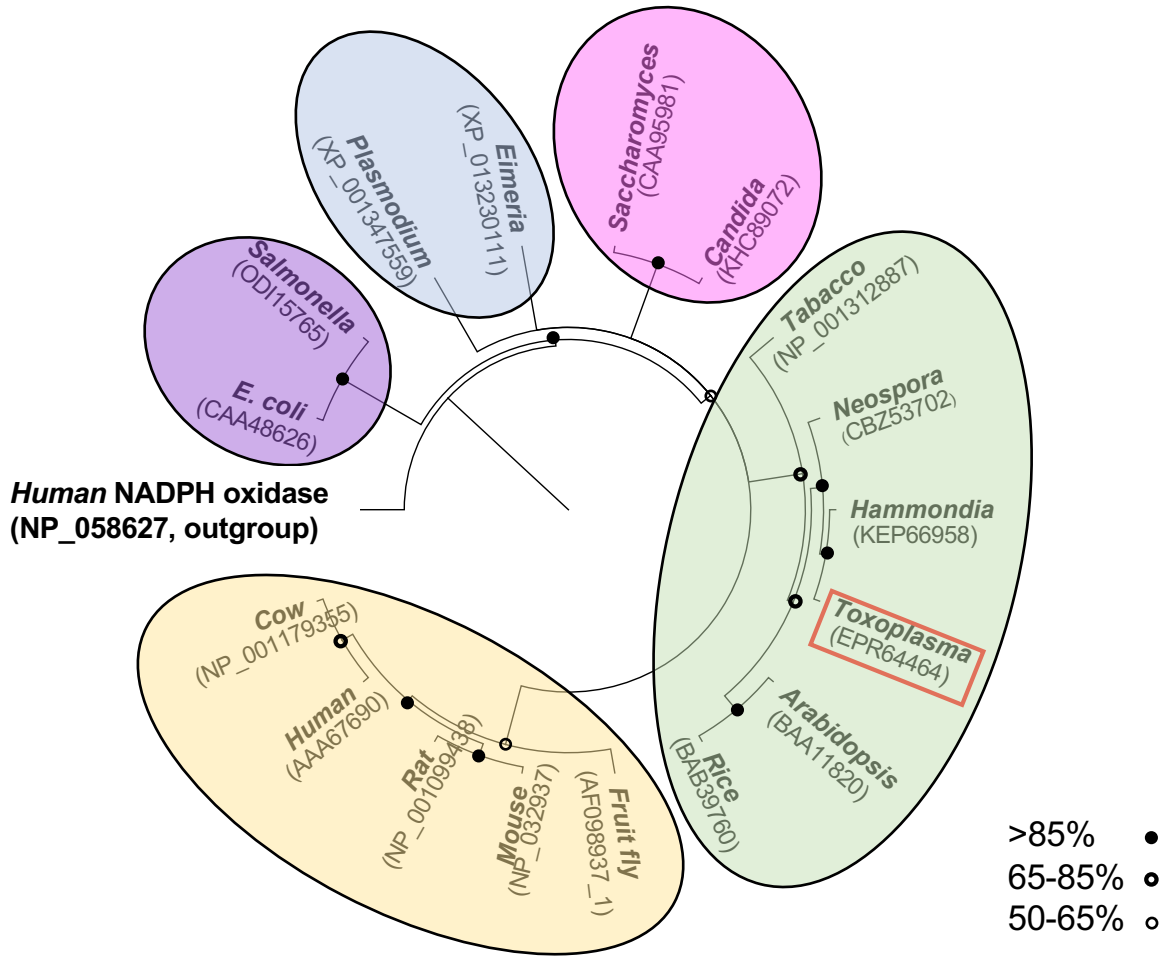 Saccharomyces
(CAA95981)
Candida
(KHC89072)
Eimeria
(XP_013230111)
Plasmodium
(XP_001347559)
Salmonella
(ODI15765)
E. coli
(CAA48626)
Tabacco
(NP_001312887)
Neospora
(CBZ53702)
Hammondia
(KEP66958)
Toxoplasma
(EPR64464)
Arabidopsis
(BAA11820)
Rice
(BAB39760)
Human NADPH oxidase
(NP_058627, outgroup)
Cow
(NP_001179355)
Human
(AAA67690)
Rat
(NP_001099438)
Mouse
(NP_032937)
Fruit fly
(AF098937_1)
>85%
65-85%
50-65%